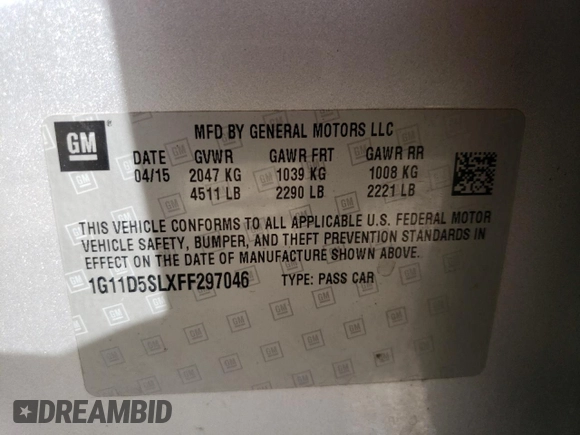 GM
MFD BY GENERAL MOTORS LLC
DATE GVWR GAWR FRT GAWR RR
04/15 2047 KG 1039 KG 1008 KG
4511 LB 2290 LB 2221 LB
THIS VEHICLE CONFORMS TO ALL APPLICABLE U.S. FEDERAL MOTOR
VEHICLE SAFETY, BUMPER, AND THEFT PREVENTION STANDARDS IN
EFFECT ON THE DATE OF MANUFACTURE SHOWN ABOVE.
1G11D5SLXFF297046 TYPE: PASS CAR
DREAMBID